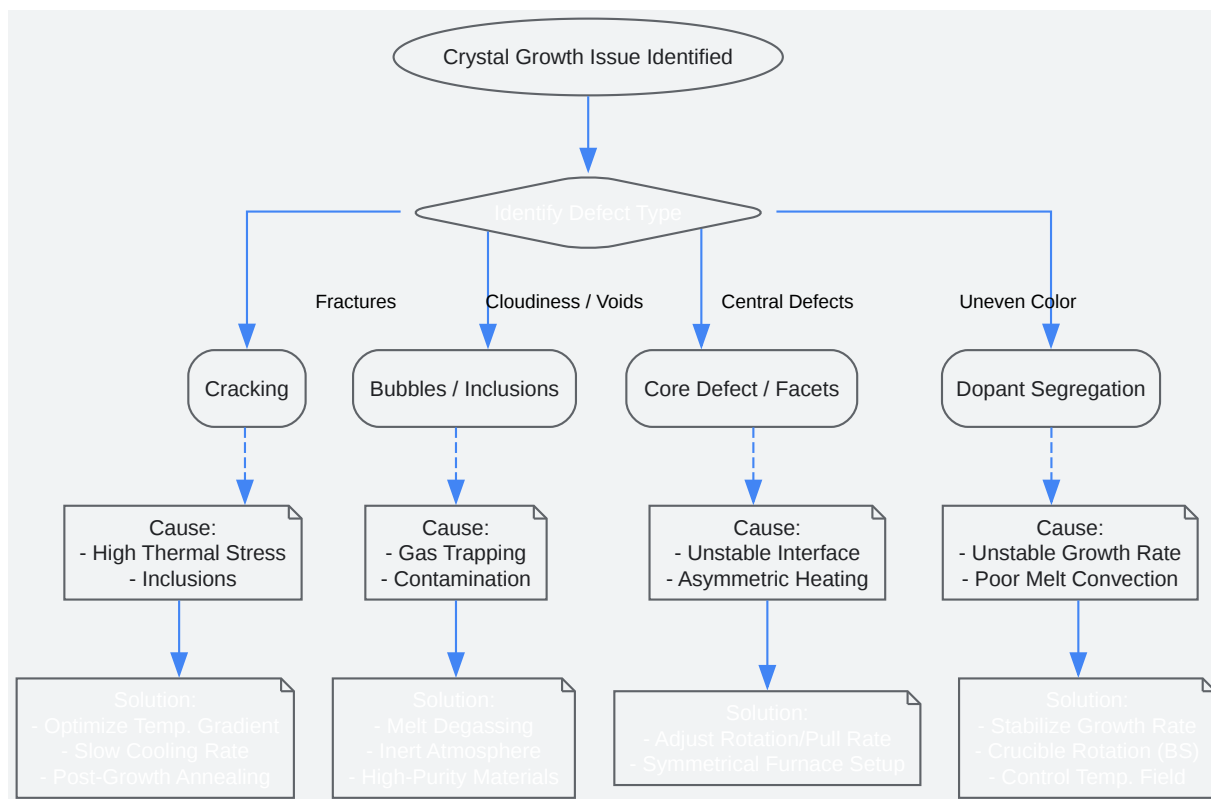 Crystal Growth Issue Identified
Identify Defect Type
Fractures
Cloudiness / Voids
Central Defects
Uneven Color
Cracking
Bubbles / Inclusions
Core Defect / Facets
Dopant Segregation
Cause:
- High Thermal Stress
- Inclusions
Cause:
- Gas Trapping
- Contamination
Cause:
- Unstable Interface
- Asymmetric Heating
Cause:
- Unstable Growth Rate
- Poor Melt Convection
Solution:
- Optimize Temp. Gradient
- Slow Cooling Rate
- Post-Growth Annealing
Solution:
- Melt Degassing
- Inert Atmosphere
- High-Purity Materials
Solution:
- Adjust Rotation/Pull Rate
- Symmetrical Furnace Setup
Solution:
- Stabilize Growth Rate
- Crucible Rotation (BS)
- Control Temp. Field